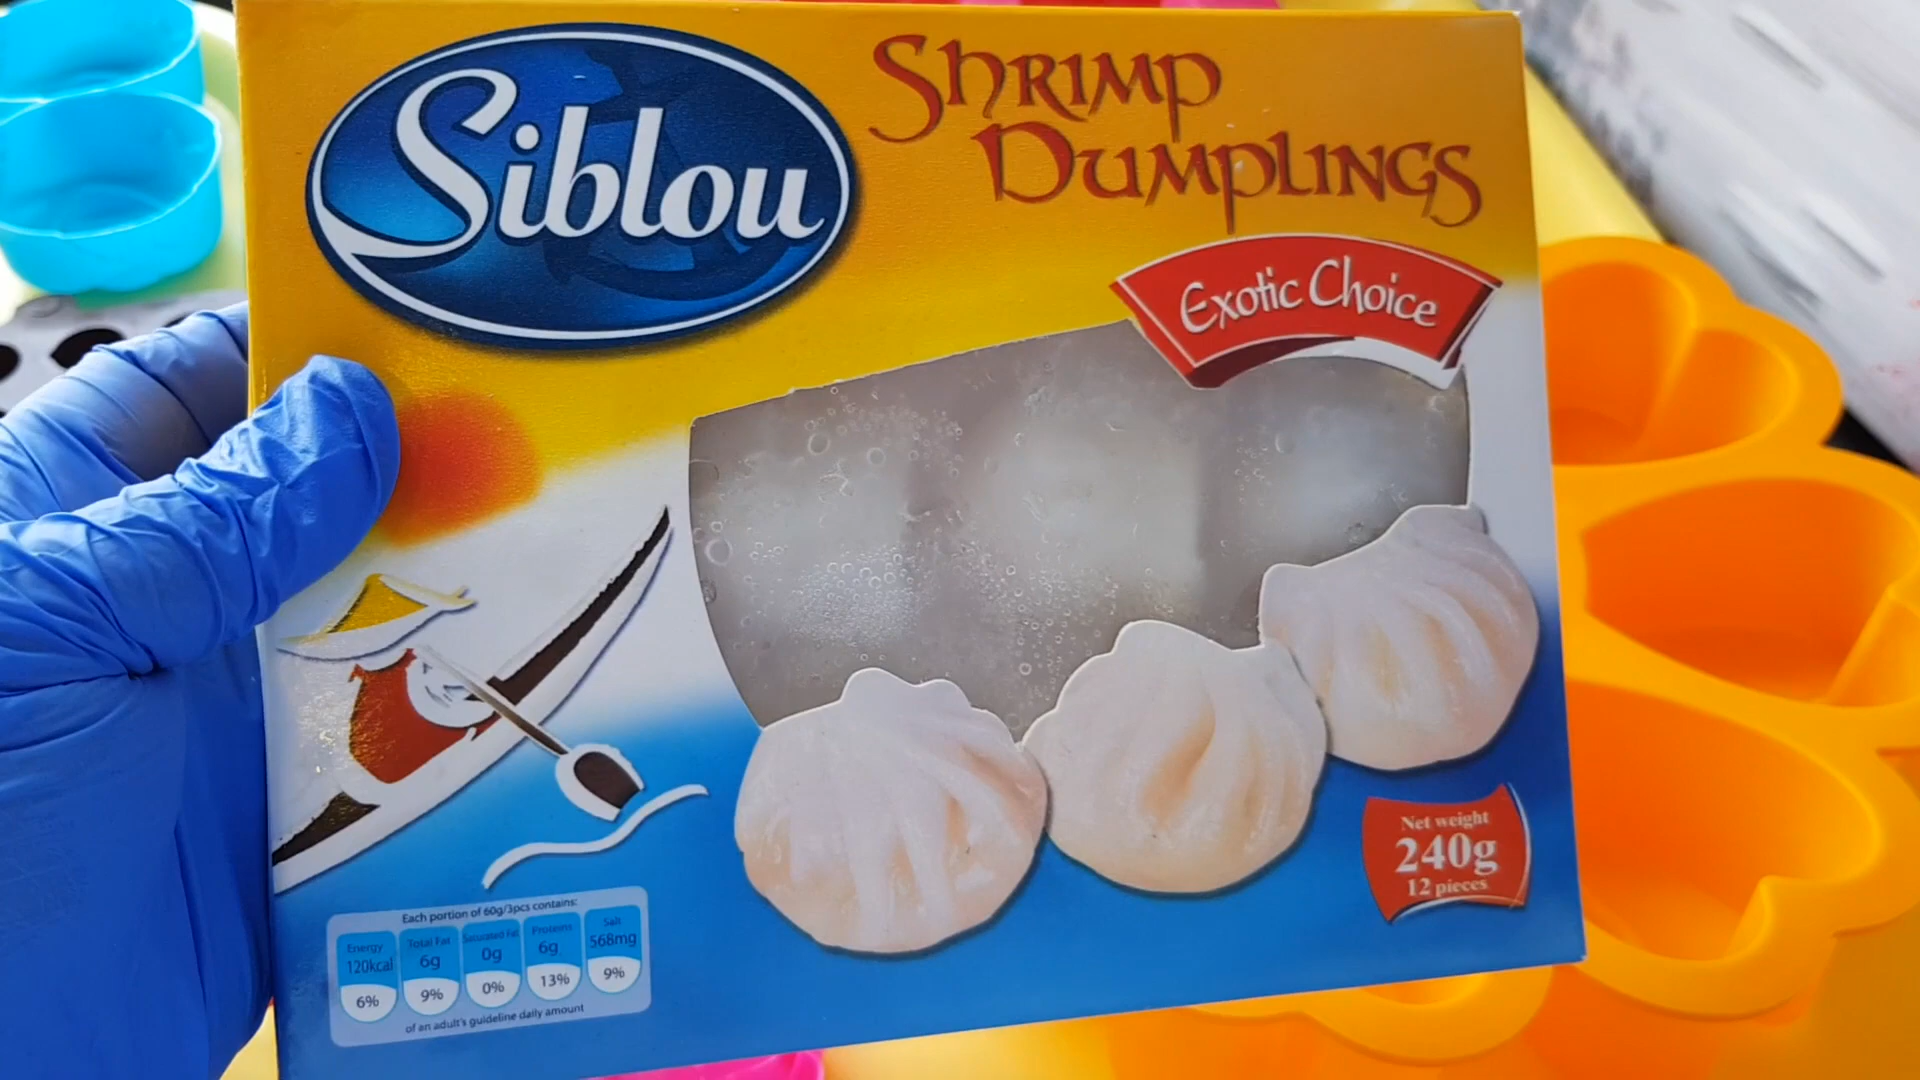 Siblou
Shrimp
Dumplings
Exotic Choice
Net weight
240g
12 pieces
Each portion of 60g/3pcs contains:
Energy
120kcal
6%
Total Fat
6g
9%
Saturated Fat
0g
0%
Proteins
6g
13%
Salt
568mg
9%
of an adult's guideline daily amount